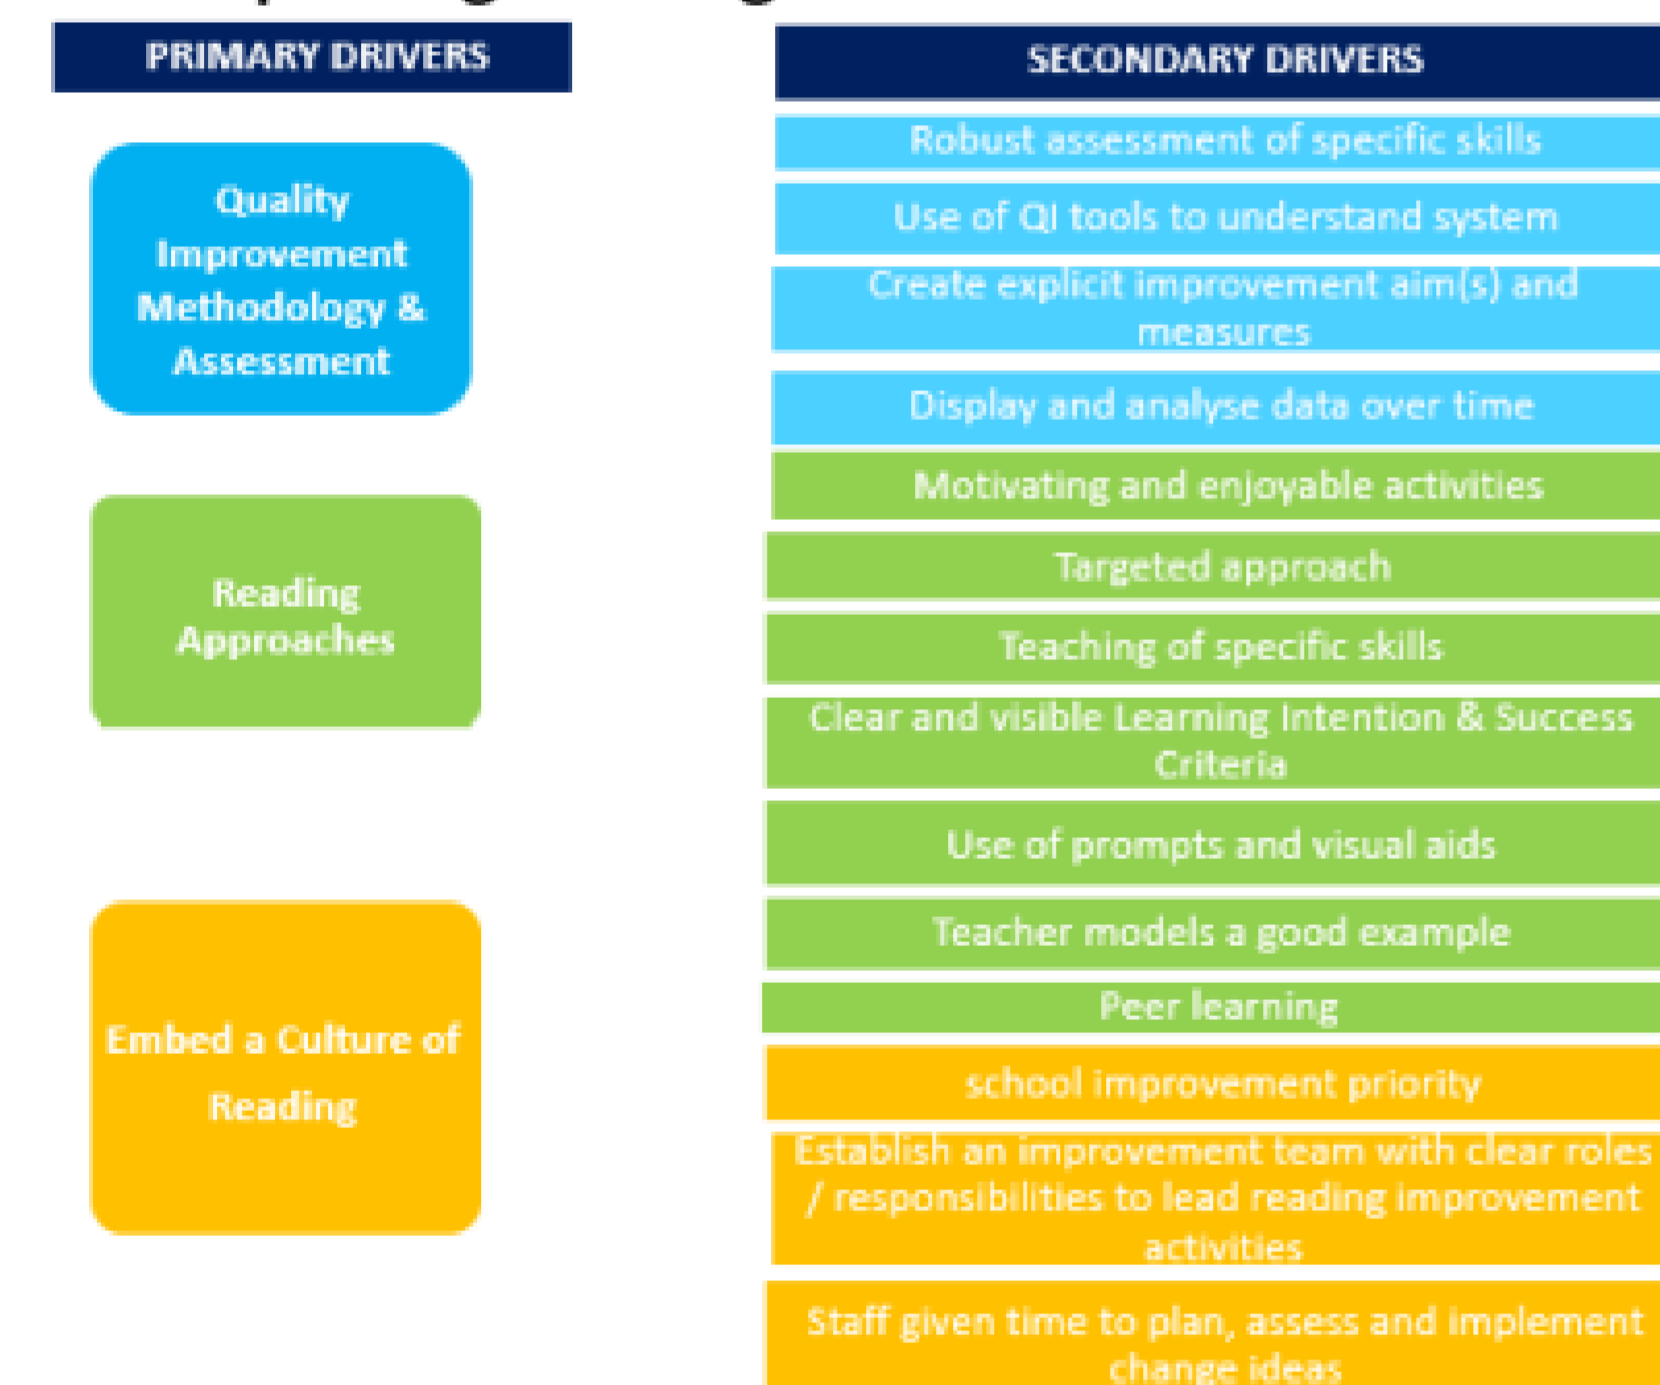 PRIMARY DRIVERS
Quality
Improvement
Methodology &
Assessment
Reading
Approaches
Embed a Culture of
Reading
SECONDARY DRIVERS
Robust assessment of specific skills
Use of QI tools to understand system
Create explicit improvement aim(s) and
measures
Display and analyse data over time
Motivating and enjoyable activities
Targeted approach
Teaching of specific skills
Clear and visible Learning Intention & Success
Criteria
Use of prompts and visual aids
Teacher models a good example
Peer learning
school improvement priority
Establish an improvement team with clear roles
/ responsibilities to lead reading improvement
activities
Staff given time to plan, assess and implement
change ideas